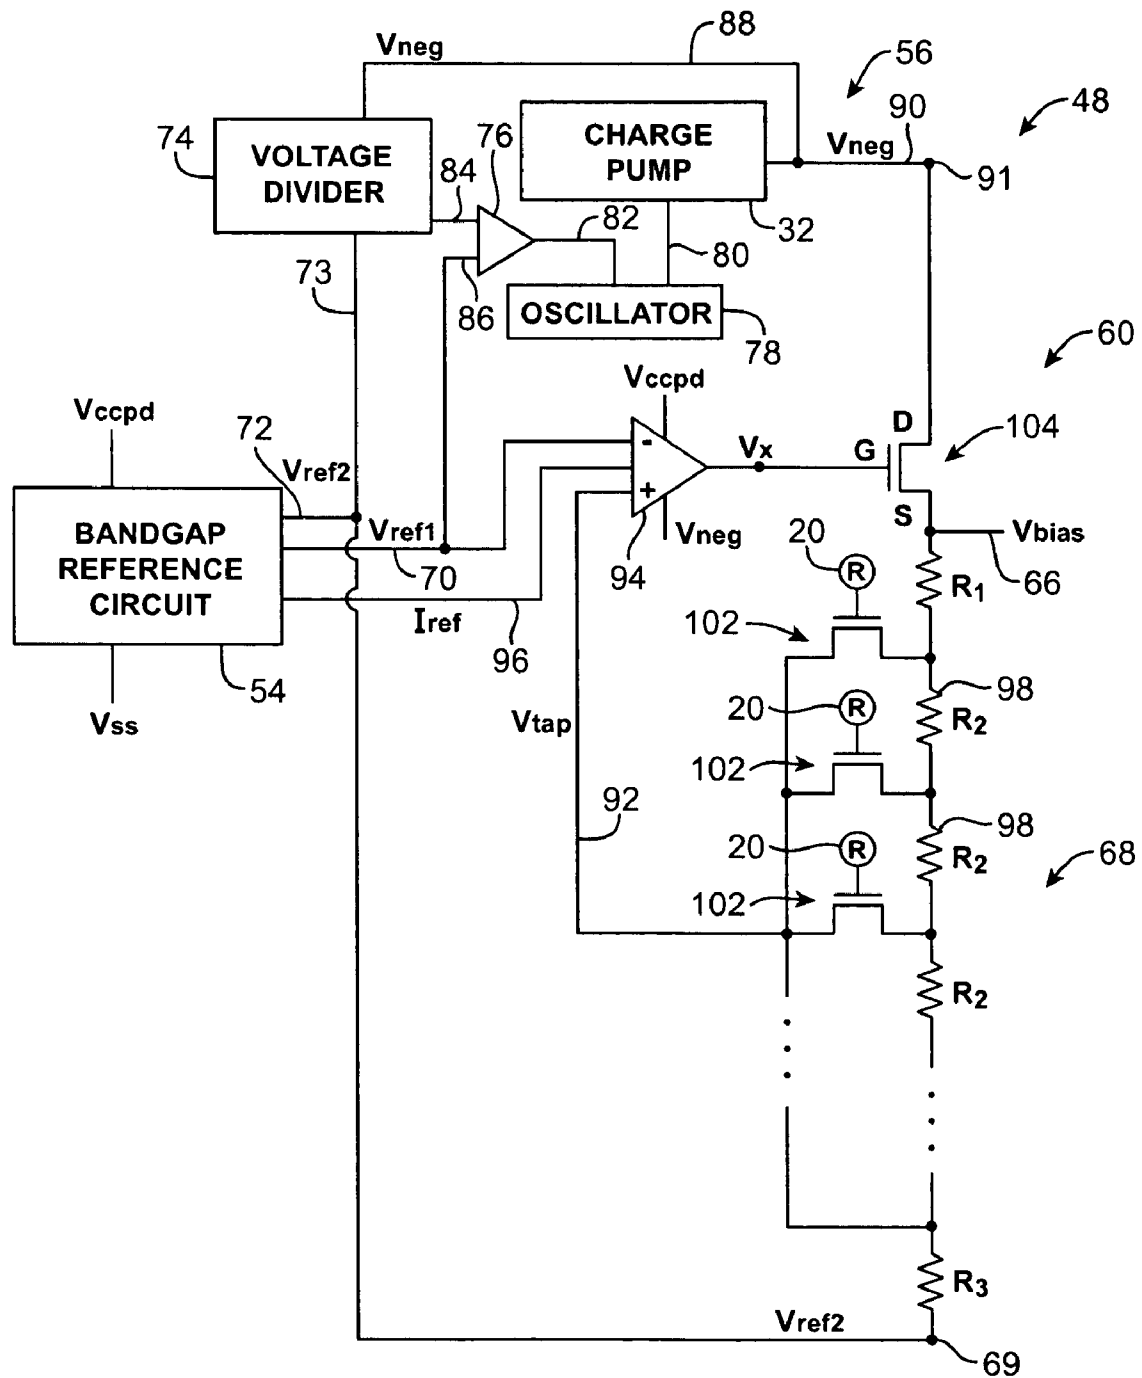 88
Vneg
56
48
74
VOLTAGE
DIVIDER
76
CHARGE
PUMP
90
Vneg
91
84
82
32
80
73
86
OSCILLATOR
78
60
Vccpd
Vccpd
72
Vref2
D
G
104
Vx
S
BANDGAP
REFERENCE
CIRCUIT
Vref1
70
-
+
94
Vneg
Vbias
66
20
R
R1
Iref
96
102
54
Vss
Vtap
98
20
R
R2
102
92
98
20
R
R2
68
102
R2
R3
Vref2
69